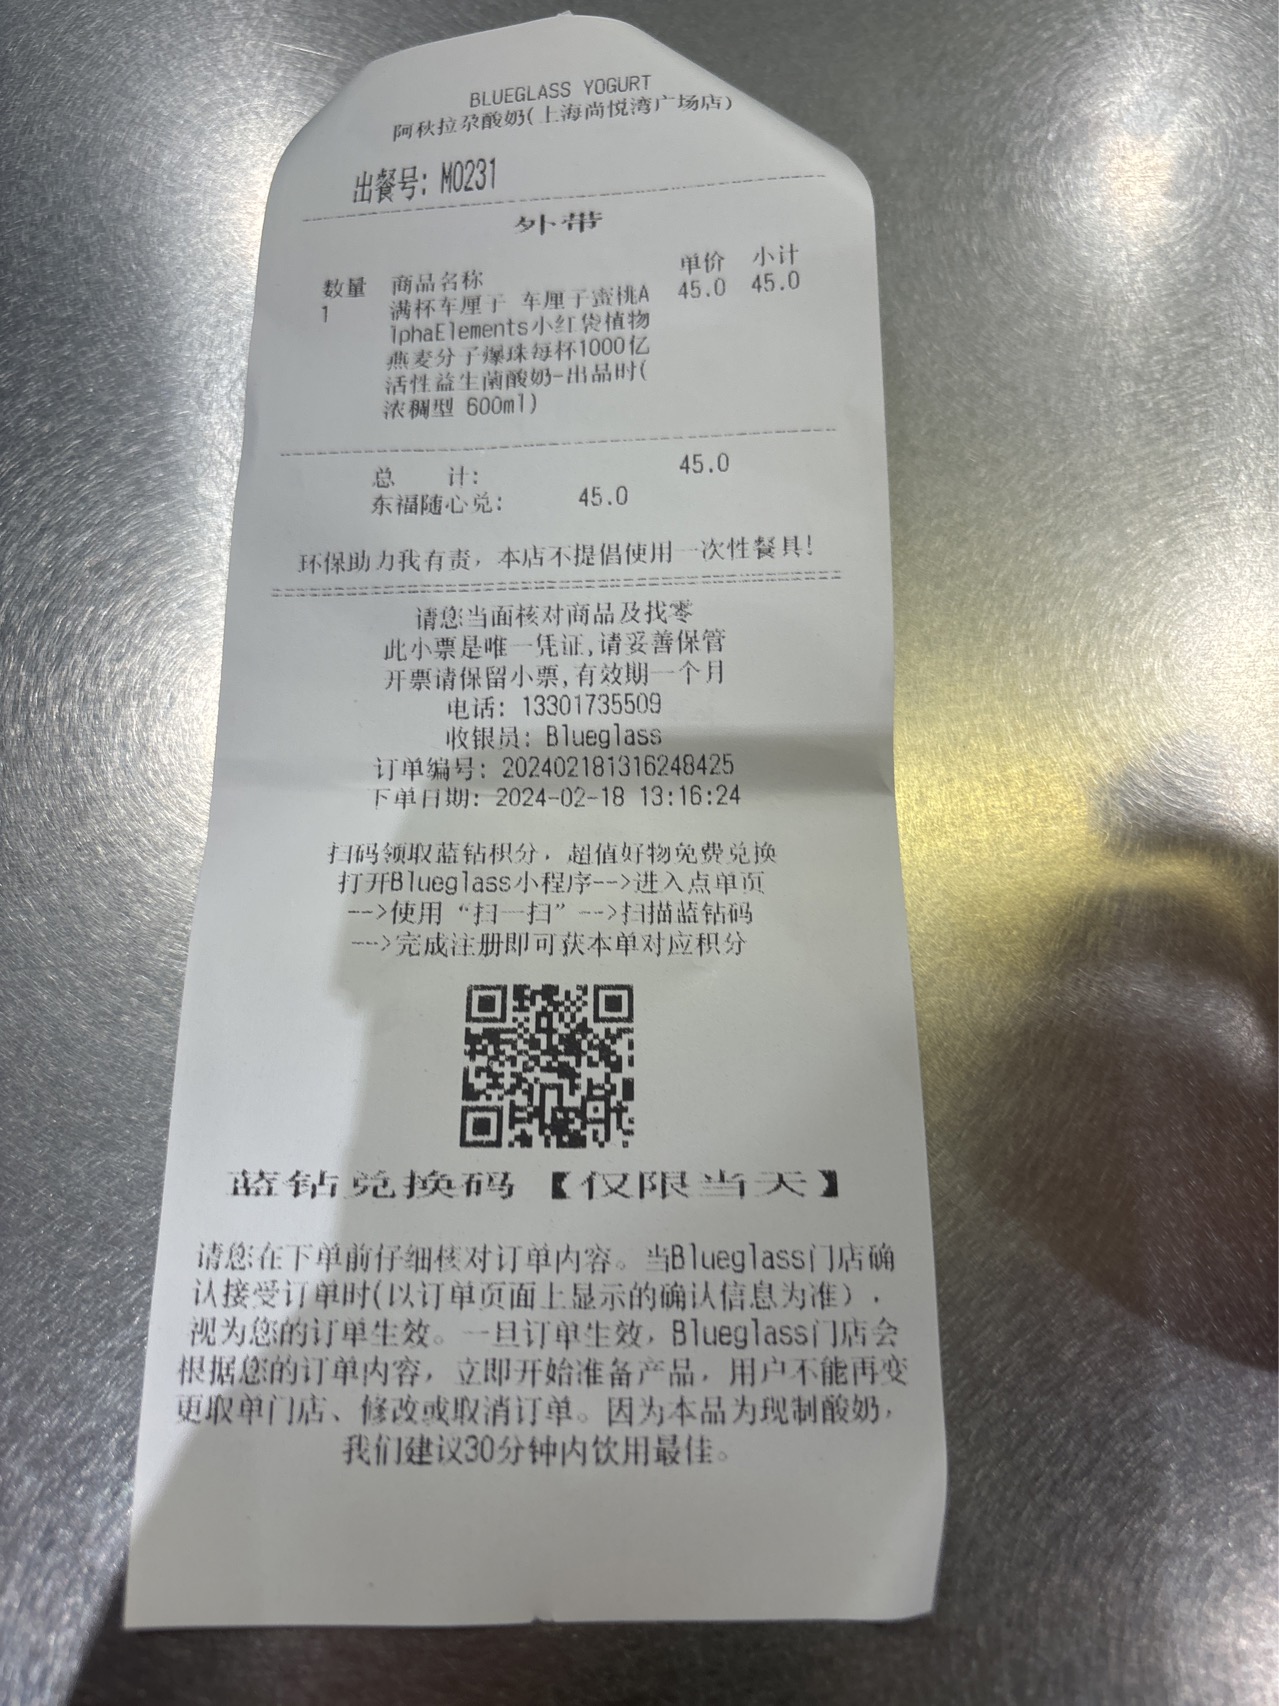 BLUEGLASS YOGURT
阿秋拉尕酸奶(上海尚悦湾广场店)
出餐号: M0231
外带
数量 商品名称 单价 小计
1 满杯车厘子 车厘子蜜桃A 45.0 45.0
lphaElements小红袋植物
燕麦分子爆珠每杯1000亿
活性益生菌酸奶-出品时(
浓稠型 600ml)
总 计: 45.0
东福随心兑: 45.0
环保助力我有责，本店不提倡使用一次性餐具!
请您当面核对商品及找零
此小票是唯一凭证,请妥善保管
开票请保留小票,有效期一个月
电话: 13301735509
收银员: Blueglass
订单编号: 202402181316248425
下单日期: 2024-02-18 13:16:24
扫码领取蓝钻积分，超值好物免费兑换
打开Blueglass小程序-->进入点单页
-->使用“扫一扫”-->扫描蓝钻码
-->完成注册即可获本单对应积分
蓝钻兑换码【仅限当天】
请您在下单前仔细核对订单内容。当Blueglass门店确
认接受订单时(以订单页面上显示的确认信息为准)，
视为您的订单生效。一旦订单生效，Blueglass门店会
根据您的订单内容，立即开始准备产品，用户不能再变
更取单门店、修改或取消订单。因为本品为现制酸奶，
我们建议30分钟内饮用最佳。